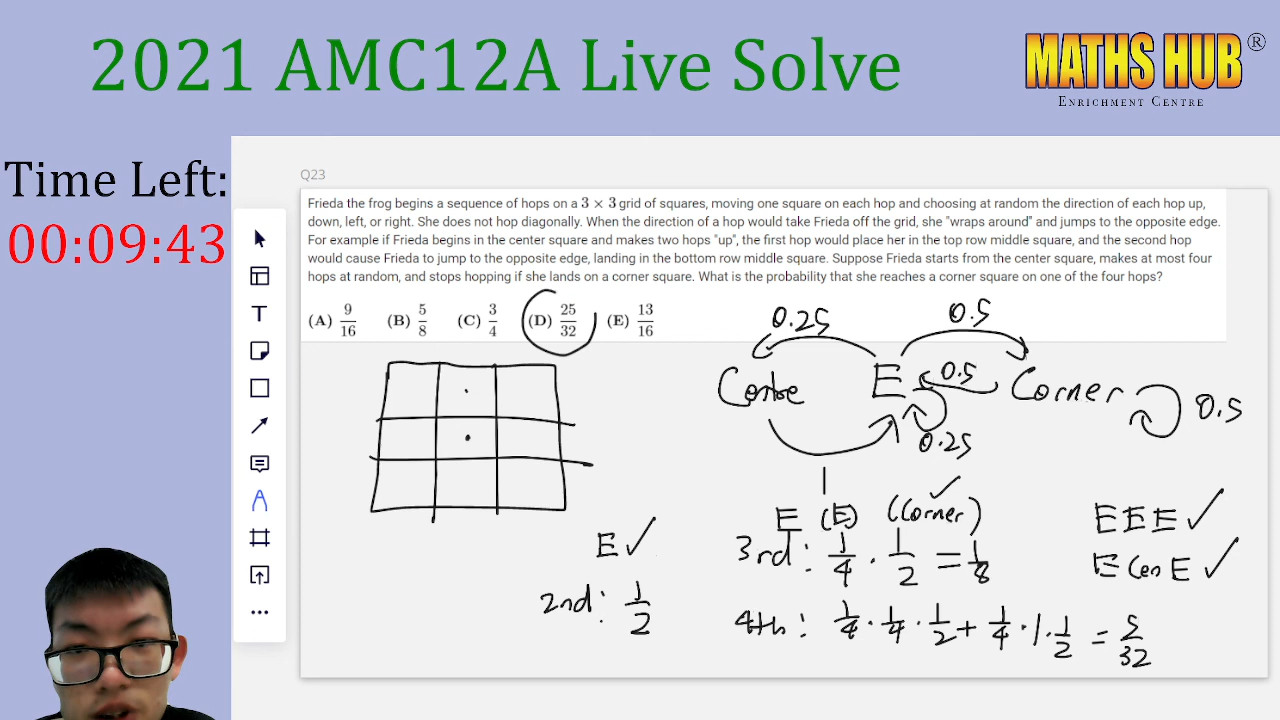 2021 AMC12A Live Solve
MATHS HUB®
ENRICHMENT CENTRE
Time Left:
00:09:43
Q23
Frieda the frog begins a sequence of hops on a 3 × 3 grid of squares, moving one square on each hop and choosing at random the direction of each hop up,
down, left, or right. She does not hop diagonally. When the direction of a hop would take Frieda off the grid, she "wraps around" and jumps to the opposite edge.
For example if Frieda begins in the center square and makes two hops "up", the first hop would place her in the top row middle square, and the second hop
would cause Frieda to jump to the opposite edge, landing in the bottom row middle square. Suppose Frieda starts from the center square, makes at most four
hops at random, and stops hopping if she lands on a corner square. What is the probability that she reaches a corner square on one of the four hops?
(A) 9/16 (B) 5/8 (C) 3/4 (D) 25/32 (E) 13/16
0.25 0.5
Centre E 0.5 Corner 0.5
0.25
1
E (E) (Corner) ✓
E ✓
3rd: 1/4 · 1/2 = 1/8
2nd: 1/2
4th: 1/4 · 1/4 · 1/2 + 1/4 · 1 · 1/2 = 5/32
E E E ✓
E Cen E ✓
T
A